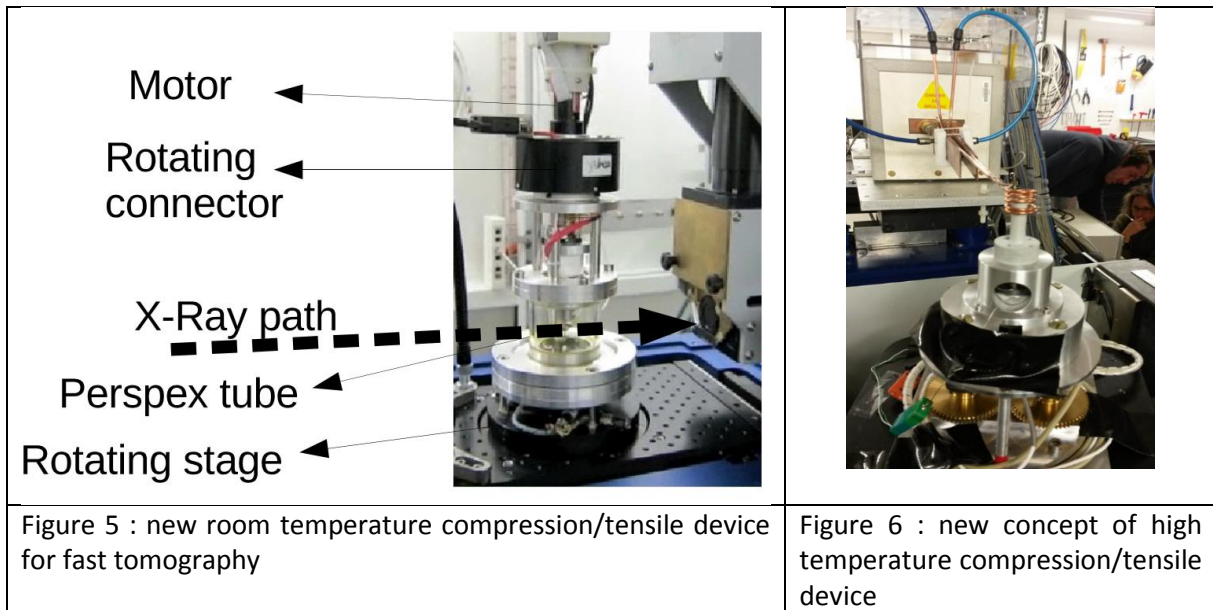 Motor
Rotating
connector
X-Ray path
Perspex tube
Rotating stage
Figure 5 : new room temperature compression/tensile device
for fast tomography
Figure 6 : new concept of high
temperature compression/tensile
device